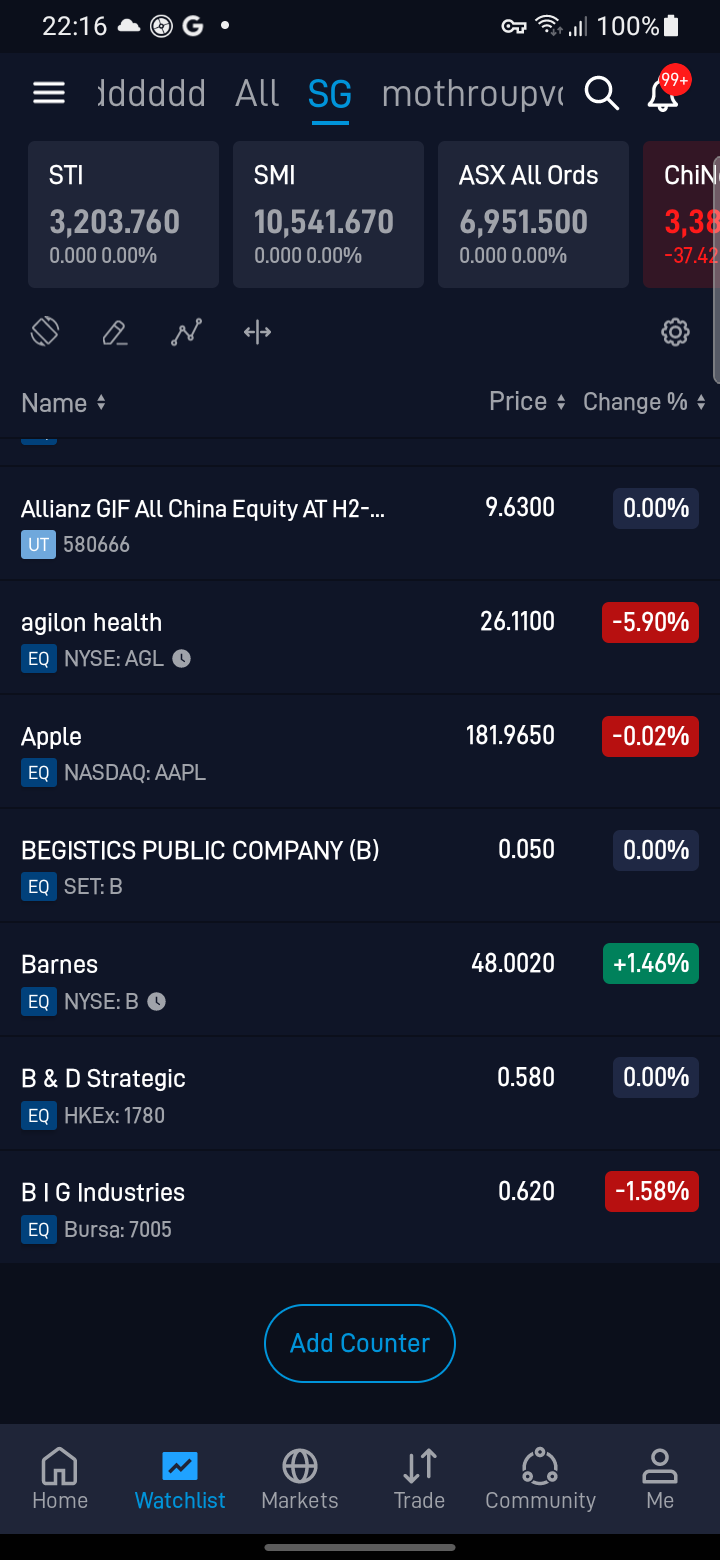 22:16 100%
dddddd All SG mothroupv
99+
STI SMI ASX All Ords ChiN
3,203.760 10,541.670 6,951.500 3,38
0.000 0.00% 0.000 0.00% 0.000 0.00% -37.42
Name Price Change %
Allianz GIF All China Equity AT H2-... 9.6300 0.00%
UT 580666
agilon health 26.1100 -5.90%
EQ NYSE: AGL
Apple 181.9650 -0.02%
EQ NASDAQ: AAPL
BEGISTICS PUBLIC COMPANY (B) 0.050 0.00%
EQ SET: B
Barnes 48.0020 +1.46%
EQ NYSE: B
B & D Strategic 0.580 0.00%
EQ HKEx: 1780
B I G Industries 0.620 -1.58%
EQ Bursa: 7005
Add Counter
Home Watchlist Markets Trade Community Me